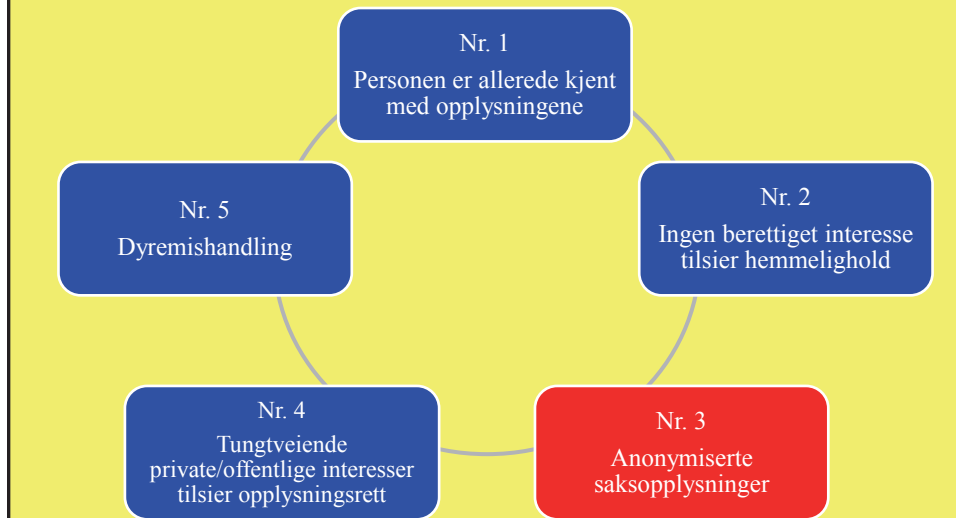 Nr. 1
Personen er allerede kjent
med opplysningene
Nr. 2
Ingen berettiget interesse
tilsier hemmelighold
Nr. 3
Anonymiserte
saksopplysninger
Nr. 4
Tungtveiende
private/offentlige interesser
tilsier opplysningsrett
Nr. 5
Dyremishandling